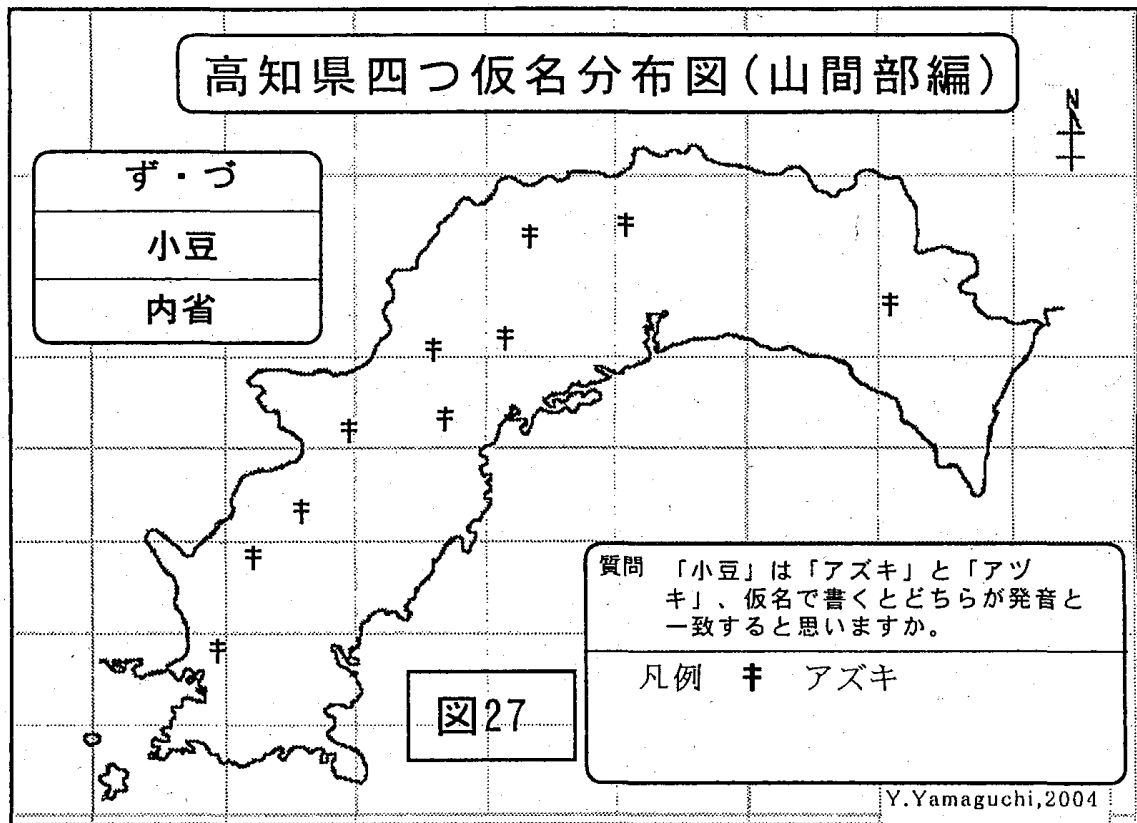 高知県四つ仮名分布図(山間部編)
N
ず・づ
小豆
内省
質問 「小豆」は「アズキ」と「アヅ
キ」、仮名で書くとどちらが発音と
一致すると思いますか。
凡例 アズキ
図27
Y.Yamaguchi,2004